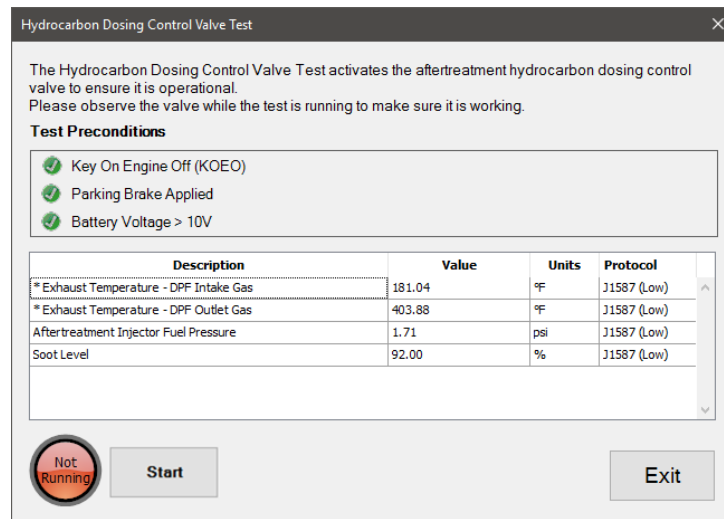 Hydrocarbon Dosing Control Valve Test
The Hydrocarbon Dosing Control Valve Test activates the aftertreatment hydrocarbon dosing control
valve to ensure it is operational.
Please observe the valve while the test is running to make sure it is working.
Test Preconditions
Key On Engine Off (KOEO)
Parking Brake Applied
Battery Voltage > 10V
Description Value Units Protocol
* Exhaust Temperature - DPF Intake Gas 181.04 °F J1587 (Low)
* Exhaust Temperature - DPF Outlet Gas 403.88 °F J1587 (Low)
Aftertreatment Injector Fuel Pressure 1.71 psi J1587 (Low)
Soot Level 92.00 % J1587 (Low)
Not
Running
Start
Exit